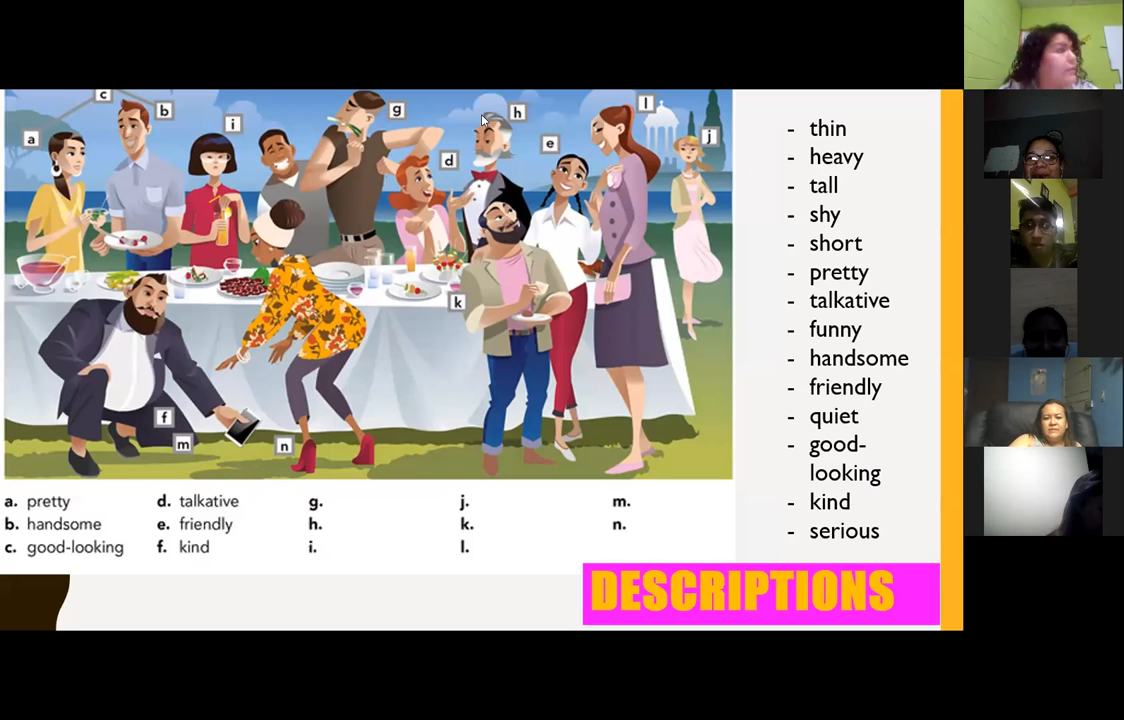 c
b
a
i
g
h
e
d
l
j
k
f
m
n
a. pretty
b. handsome
c. good-looking
d. talkative
e. friendly
f. kind
g.
h.
i.
j.
k.
l.
m.
n.
- thin
- heavy
- tall
- shy
- short
- pretty
- talkative
- funny
- handsome
- friendly
- quiet
- good-
looking
- kind
- serious
DESCRIPTIONS